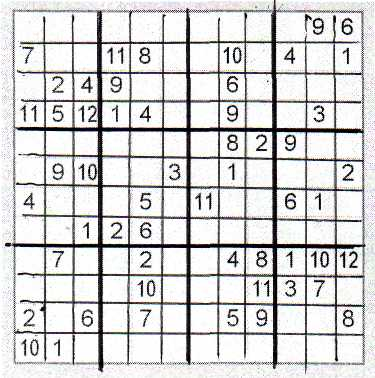 9 6
7 11 8 10 4 1
2 4 9 6
11 5 12 1 4 9 3
8 2 9
9 10 3 1 2
4 5 11 6 1
1 2 6
7 2 4 8 1 10 12
10 11 3 7
2 6 7 5 9 8
10 1